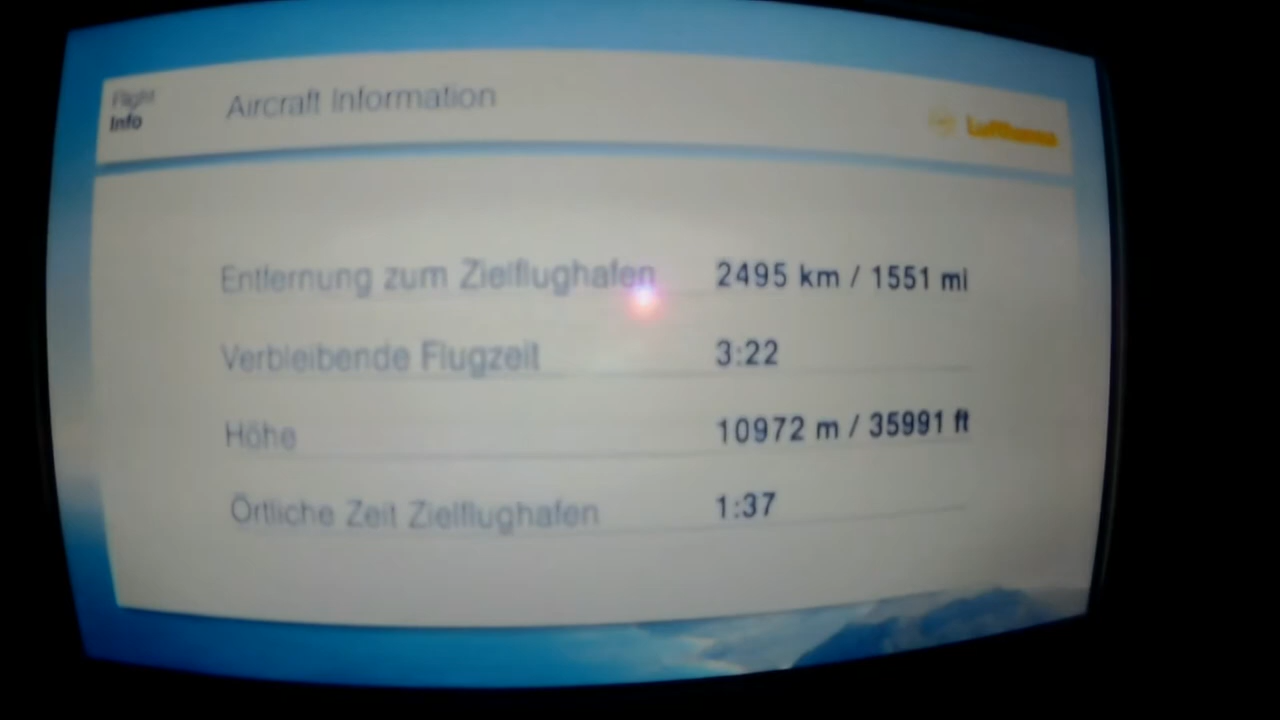 Flight
Info
Aircraft Information
Lufthansa
Entfernung zum Zielflughafen 2495 km / 1551 mi
Verbleibende Flugzeit 3:22
Höhe 10972 m / 35991 ft
Örtliche Zeit Zielflughafen 1:37